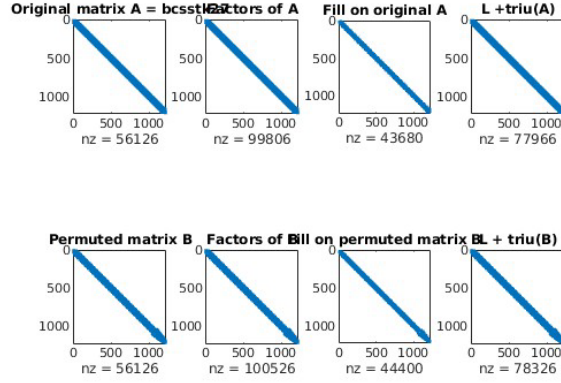 Original matrix A = bcsstk27
Factors of A
Fill on original A
L +triu(A)
0
500
1000
0 500 1000
nz = 56126
0
500
1000
0 500 1000
nz = 99806
0
500
1000
0 500 1000
nz = 43680
0
500
1000
0 500 1000
nz = 77966
Permuted matrix B
Factors of B
Fill on permuted matrix B
L + triu(B)
0
500
1000
0 500 1000
nz = 56126
0
500
1000
0 500 1000
nz = 100526
0
500
1000
0 500 1000
nz = 44400
0
500
1000
0 500 1000
nz = 78326